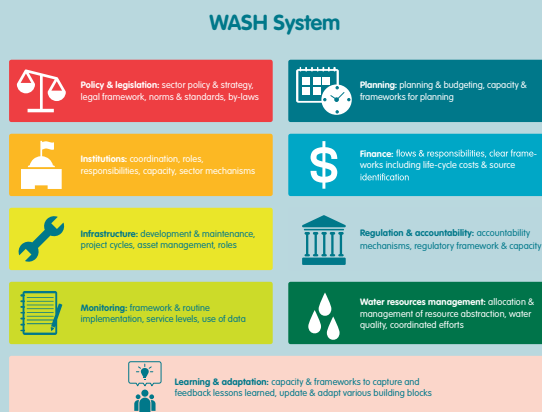 WASH System
Policy & legislation: sector policy & strategy,
legal framework, norms & standards, by-laws
Planning: planning & budgeting, capacity &
frameworks for planning
Institutions: coordination, roles,
responsibilities, capacity, sector mechanisms
Finance: flows & responsibilities, clear frame-
works including life-cycle costs & source
identification
Infrastructure: development & maintenance,
project cycles, asset management, roles
Regulation & accountability: accountability
mechanisms, regulatory framework & capacity
Monitoring: framework & routine
implementation, service levels, use of data
Water resources management: allocation &
management of resource abstraction, water
quality, coordinated efforts
Learning & adaptation: capacity & frameworks to capture and
feedback lessons learned, update & adapt various building blocks